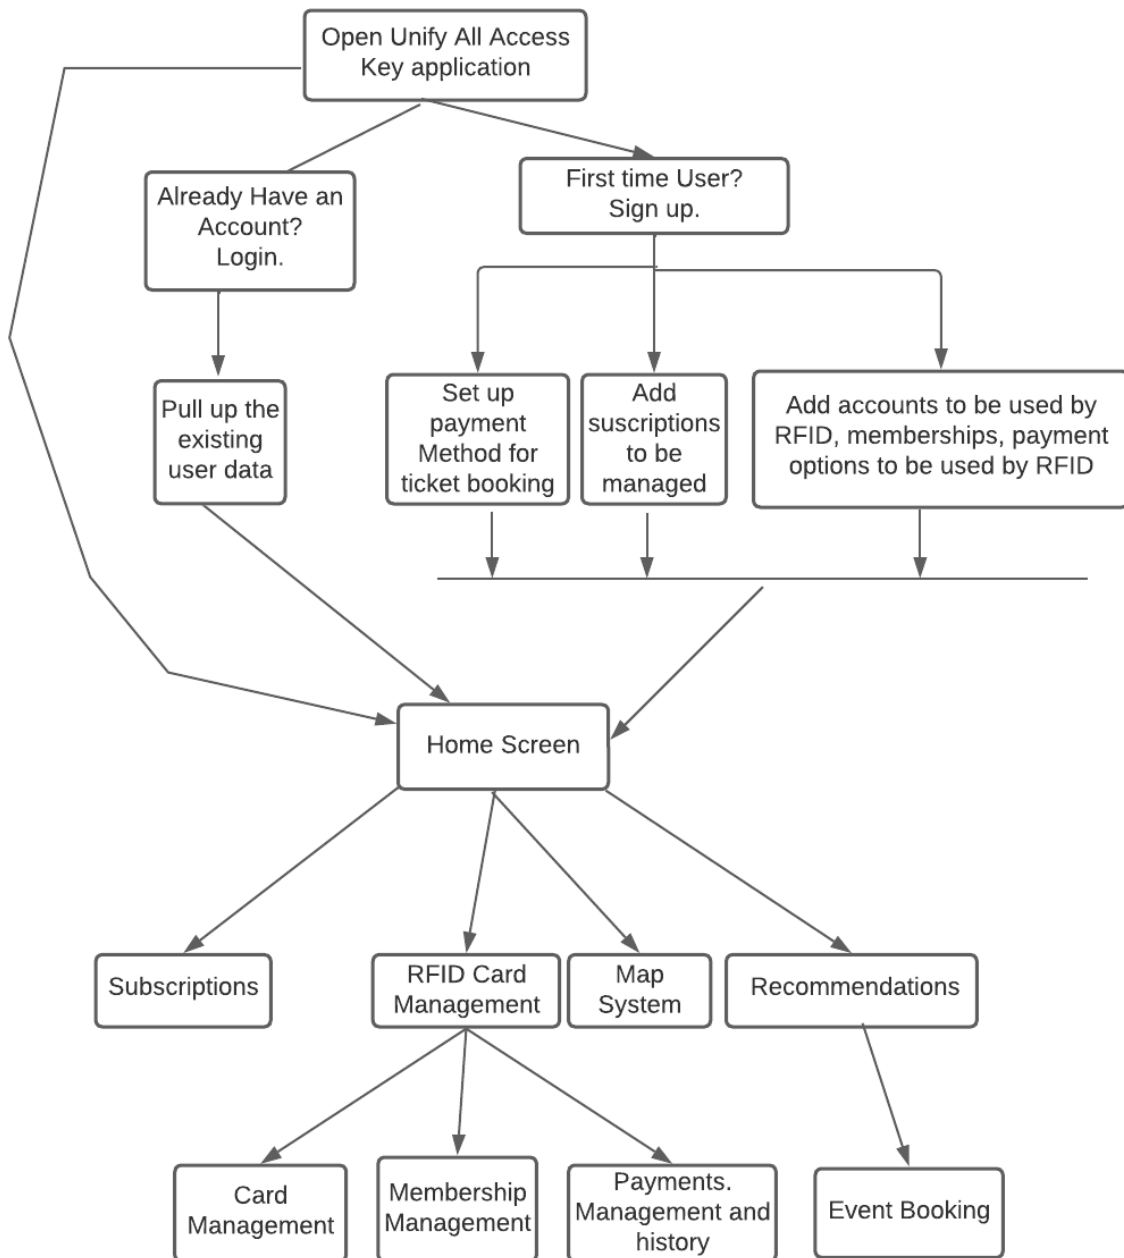 Open Unify All Access
Key application
Already Have an
Account?
Login.
First time User?
Sign up.
Pull up the
existing
user data
Set up
payment
Method for
ticket booking
Add
suscriptions
to be
managed
Add accounts to be used by
RFID, memberships, payment
options to be used by RFID
Home Screen
Subscriptions
RFID Card
Management
Map
System
Recommendations
Card
Management
Membership
Management
Payments.
Management and
history
Event Booking